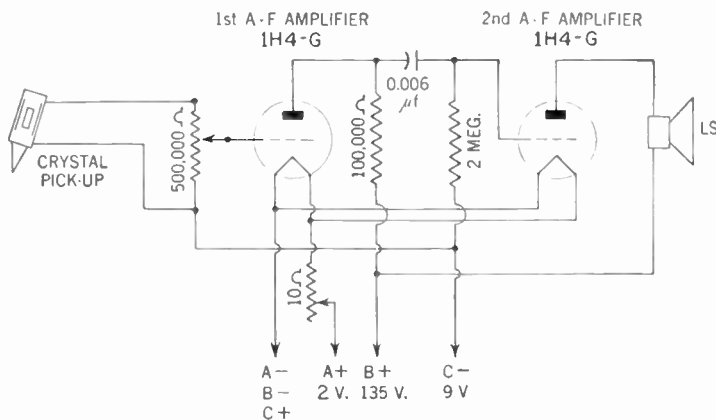 1st A-F AMPLIFIER
1H4-G
2nd A-F AMPLIFIER
1H4-G
0.006
μf
LS
CRYSTAL
PICK-UP
500,000 Ω
100,000 Ω
2 MEG.
10 Ω
A- A+ B+ C-
B- 2 V. 135 V. 9 V
C+